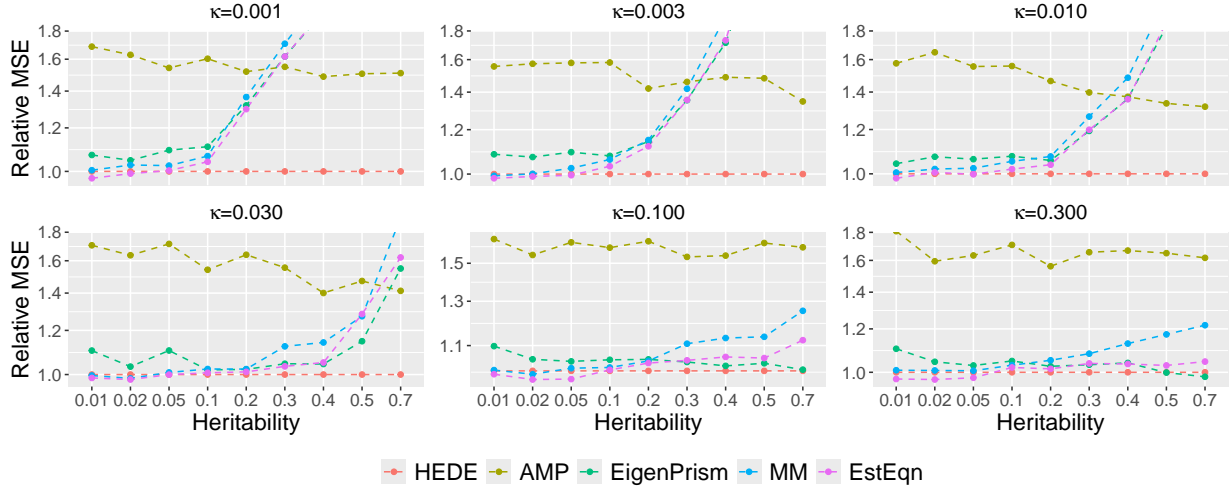 κ=0.001 κ=0.003 κ=0.010
Relative MSE
1.8 1.6 1.4 1.2 1.0
1.8 1.6 1.4 1.2 1.0
1.8 1.6 1.4 1.2 1.0
κ=0.030 κ=0.100 κ=0.300
Relative MSE
1.8 1.6 1.4 1.2 1.0
1.5 1.3 1.1
1.8 1.6 1.4 1.2 1.0
0.01 0.02 0.05 0.1 0.2 0.3 0.4 0.5 0.7
0.01 0.02 0.05 0.1 0.2 0.3 0.4 0.5 0.7
0.01 0.02 0.05 0.1 0.2 0.3 0.4 0.5 0.7
Heritability Heritability Heritability
HEDE AMP EigenPrism MM EstEqn